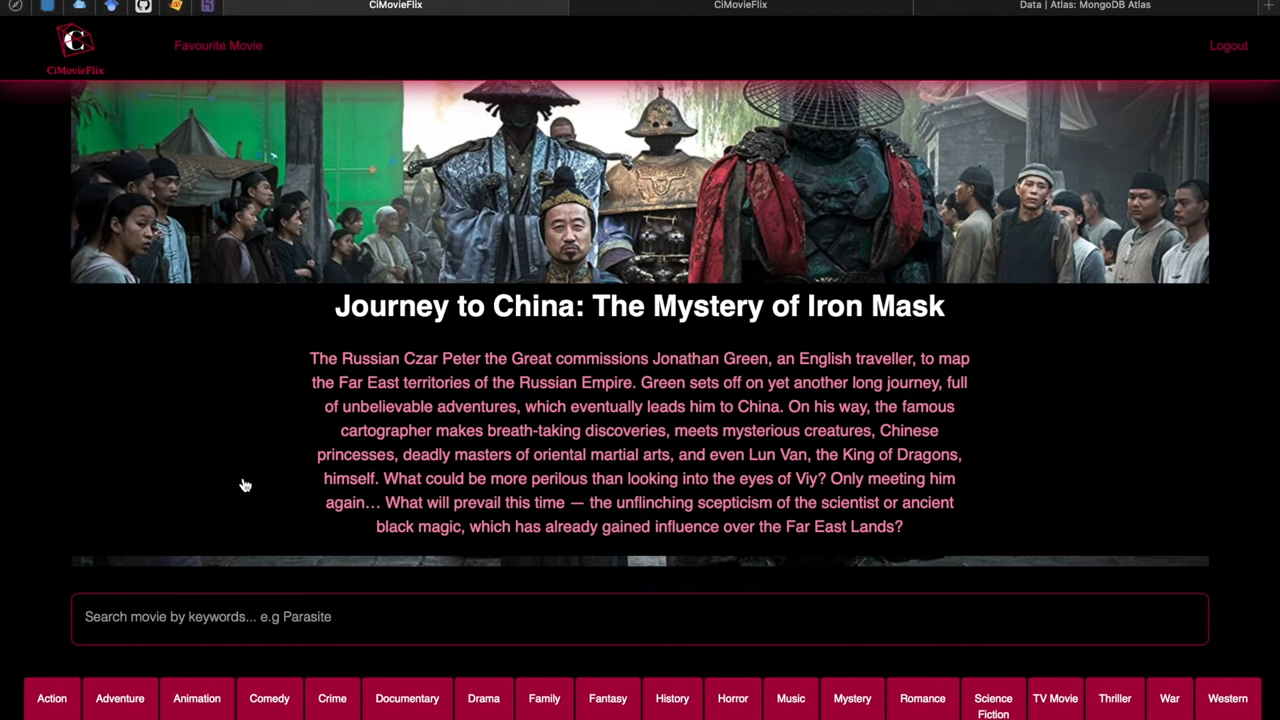 CiMovieFlix
CiMovieFlix
Data | Atlas: MongoDB Atlas
C
CiMovieFlix
Favourite Movie
Logout
Journey to China: The Mystery of Iron Mask
The Russian Czar Peter the Great commissions Jonathan Green, an English traveller, to map
the Far East territories of the Russian Empire. Green sets off on yet another long journey, full
of unbelievable adventures, which eventually leads him to China. On his way, the famous
cartographer makes breath-taking discoveries, meets mysterious creatures, Chinese
princesses, deadly masters of oriental martial arts, and even Lun Van, the King of Dragons,
himself. What could be more perilous than looking into the eyes of Viy? Only meeting him
again… What will prevail this time — the unflinching scepticism of the scientist or ancient
black magic, which has already gained influence over the Far East Lands?
Search movie by keywords... e.g Parasite
Action
Adventure
Animation
Comedy
Crime
Documentary
Drama
Family
Fantasy
History
Horror
Music
Mystery
Romance
Science
Fiction
TV Movie
Thriller
War
Western